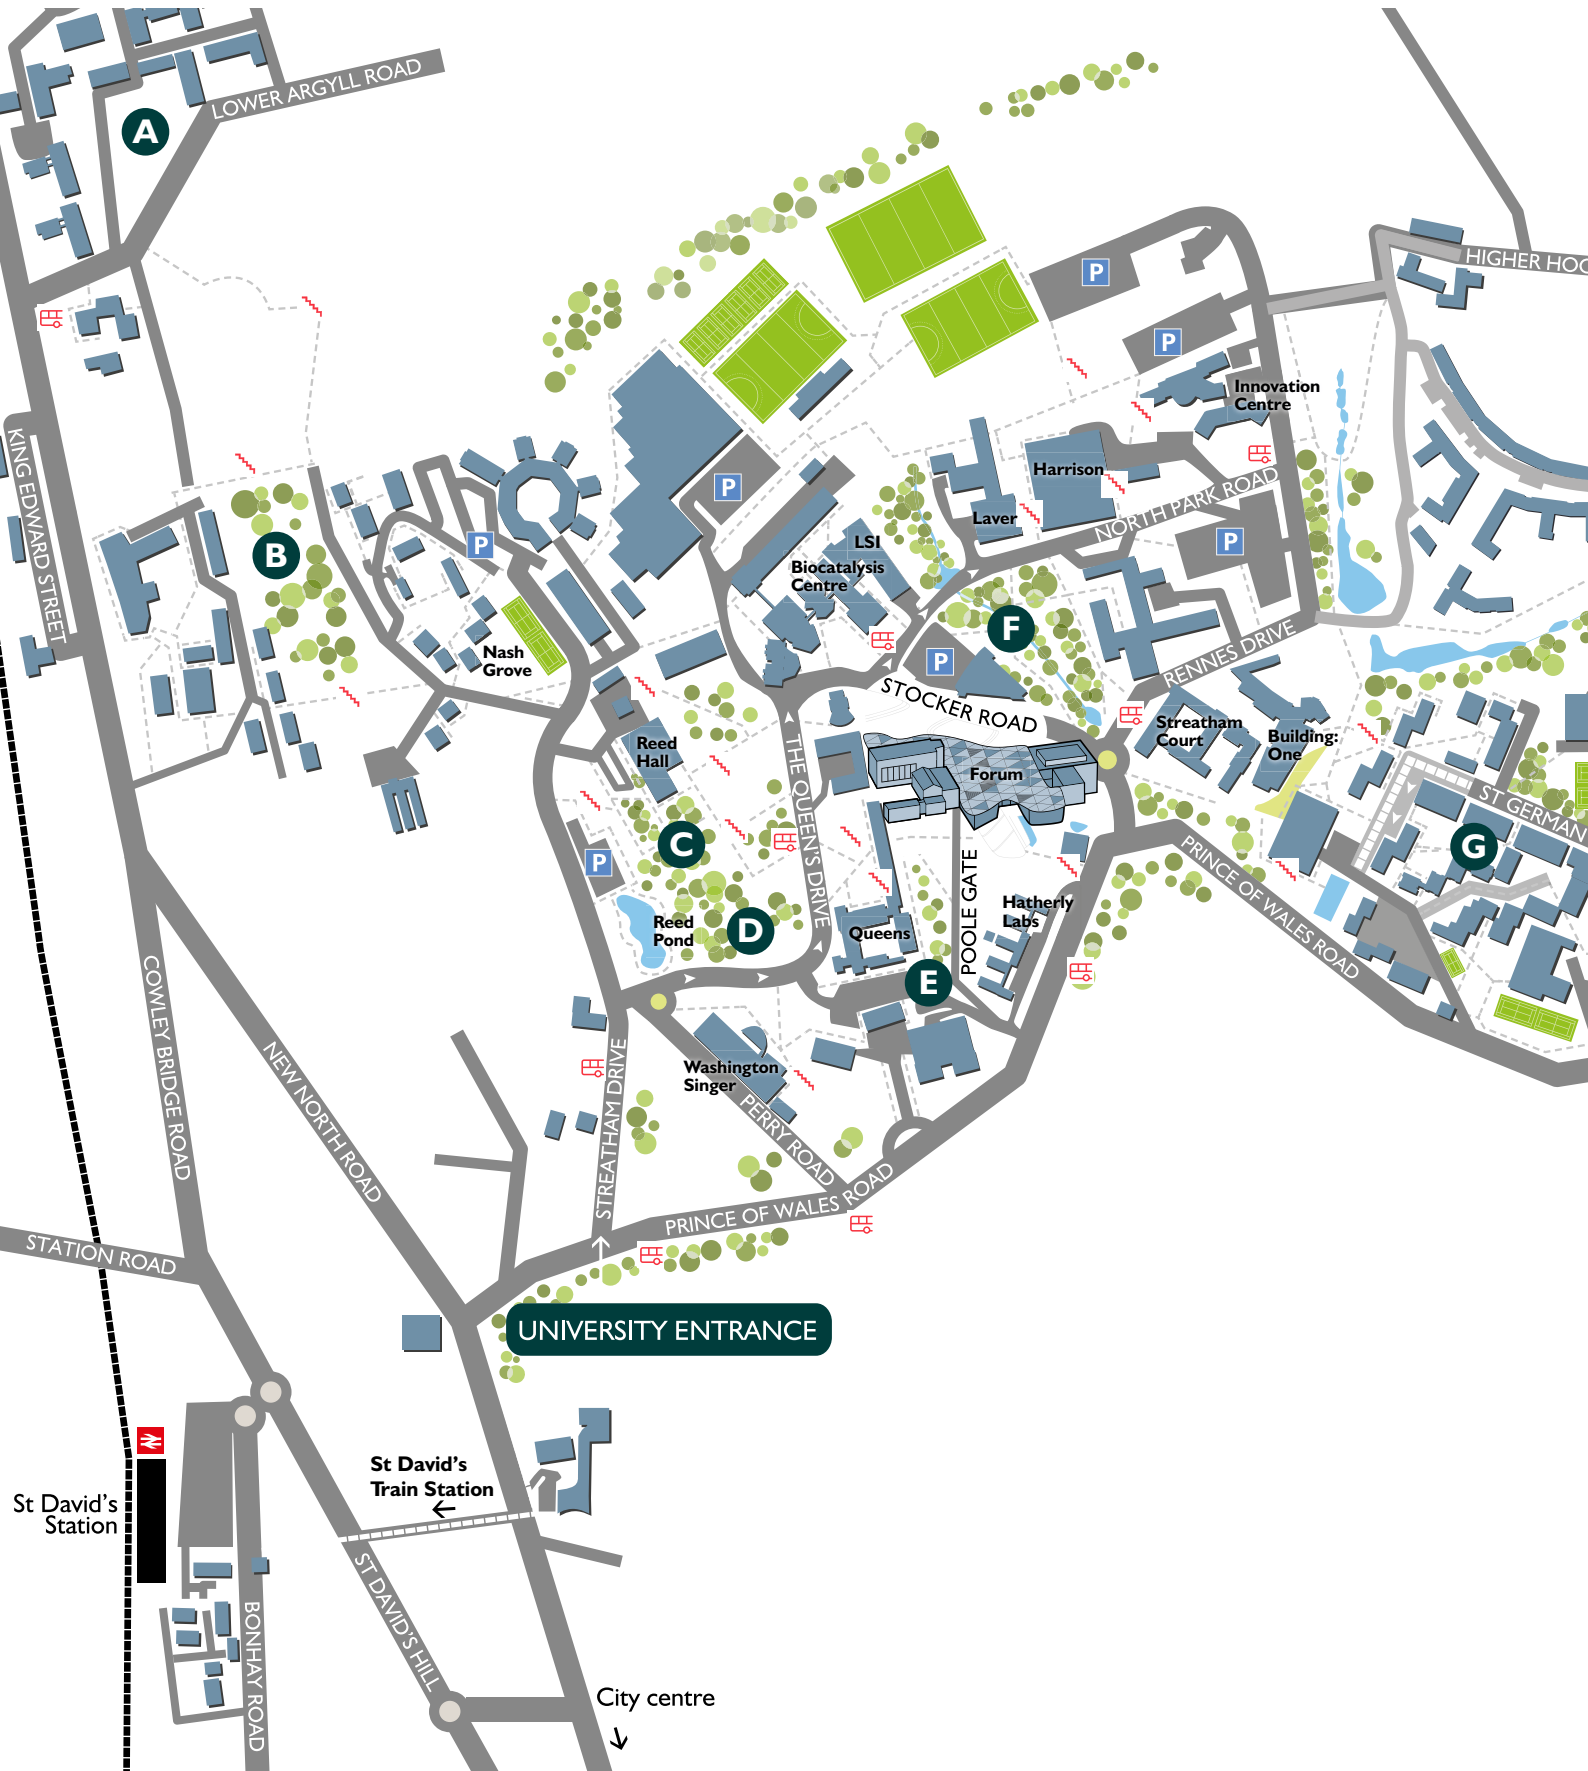 LOWER ARGYLL ROAD
A
HIGHER HOO
P
P
Innovation
Centre
KING EDWARD STREET
Harrison
P
Laver
NORTH PARK ROAD
B
P
LSI
Biocatalysis
Centre
P
F
Nash
Grove
P
RENNES DRIVE
STOCKER ROAD
Streatham
Court
Building:
One
Reed
Hall
THE QUEEN'S DRIVE
Forum
ST GERMAN
C
P
G
PRINCE OF WALES ROAD
POOLE GATE
Hatherly
Labs
Reed
Pond
D
Queens
E
COWLEY BRIDGE ROAD
NEW NORTH ROAD
STREATHAM DRIVE
Washington
Singer
PERRY ROAD
PRINCE OF WALES ROAD
STATION ROAD
UNIVERSITY ENTRANCE
St David's
Train Station
St David's
Station
ST DAVID'S HILL
BONHAY ROAD
City centre